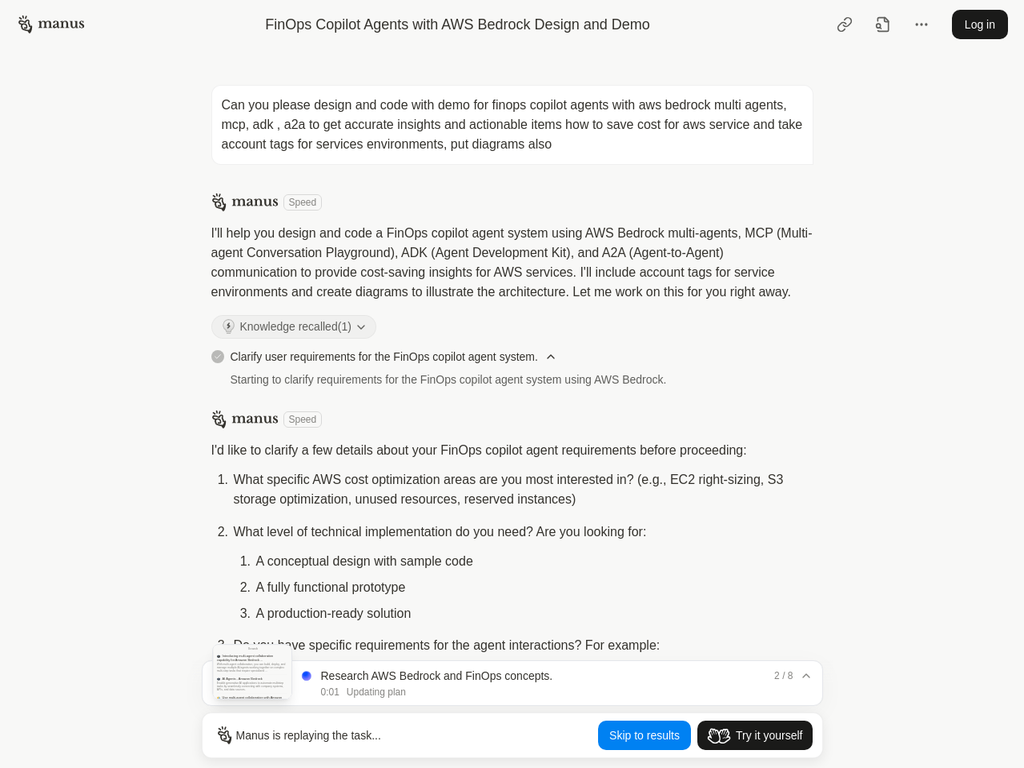 manus
FinOps Copilot Agents with AWS Bedrock Design and Demo
Log in
Can you please design and code with demo for finops copilot agents with aws bedrock multi agents,
mcp, adk , a2a to get accurate insights and actionable items how to save cost for aws service and take
account tags for services environments, put diagrams also
manus Speed
I'll help you design and code a FinOps copilot agent system using AWS Bedrock multi-agents, MCP (Multi-
agent Conversation Playground), ADK (Agent Development Kit), and A2A (Agent-to-Agent)
communication to provide cost-saving insights for AWS services. I'll include account tags for service
environments and create diagrams to illustrate the architecture. Let me work on this for you right away.
Knowledge recalled(1)
Clarify user requirements for the FinOps copilot agent system.
Starting to clarify requirements for the FinOps copilot agent system using AWS Bedrock.
manus Speed
I'd like to clarify a few details about your FinOps copilot agent requirements before proceeding:
1. What specific AWS cost optimization areas are you most interested in? (e.g., EC2 right-sizing, S3
storage optimization, unused resources, reserved instances)
2. What level of technical implementation do you need? Are you looking for:
1. A conceptual design with sample code
2. A fully functional prototype
3. A production-ready solution
3. Do you have specific requirements for the agent interactions? For example:
Research AWS Bedrock and FinOps concepts.
2 / 8
0:01 Updating plan
Manus is replaying the task...
Skip to results
Try it yourself